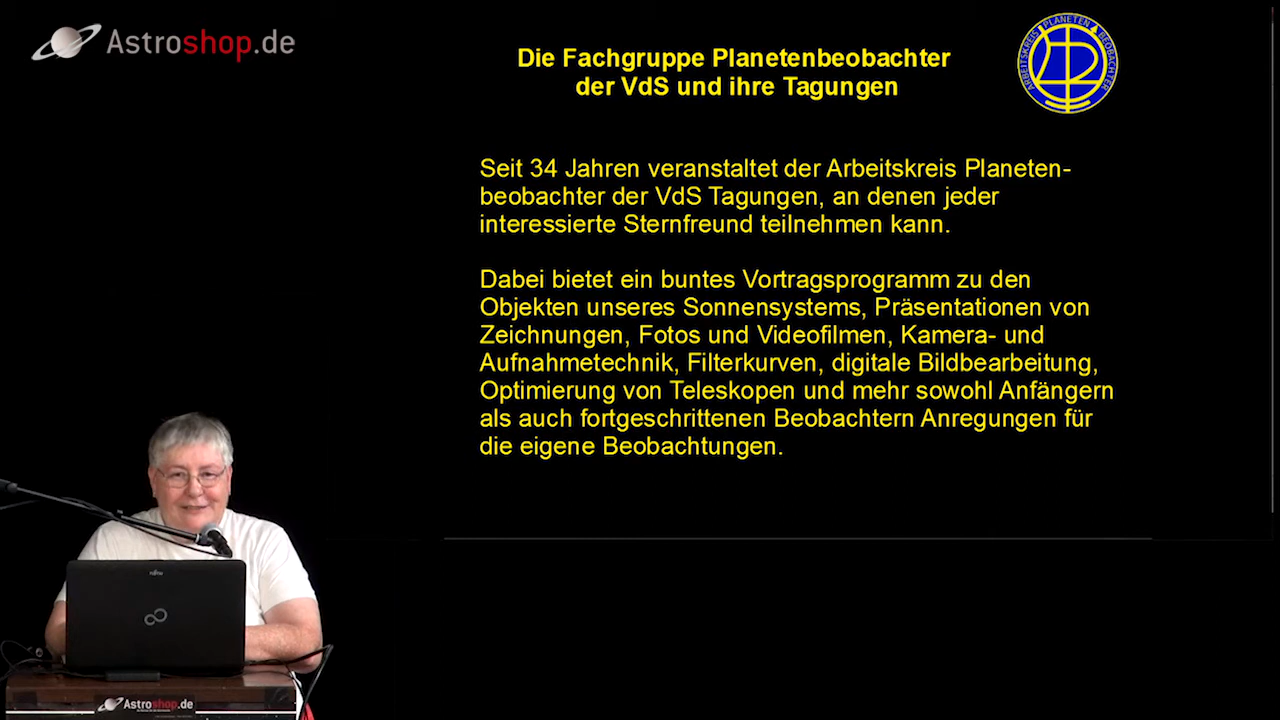 Astroshop.de
Die Fachgruppe Planetenbeobachter
der VdS und ihre Tagungen
ARBEITSKREIS PLANETEN BEOBACHTER
Seit 34 Jahren veranstaltet der Arbeitskreis Planeten-
beobachter der VdS Tagungen, an denen jeder
interessierte Sternfreund teilnehmen kann.
Dabei bietet ein buntes Vortragsprogramm zu den
Objekten unseres Sonnensystems, Präsentationen von
Zeichnungen, Fotos und Videofilmen, Kamera- und
Aufnahmetechnik, Filterkurven, digitale Bildbearbeitung,
Optimierung von Teleskopen und mehr sowohl Anfängern
als auch fortgeschrittenen Beobachtern Anregungen für
die eigene Beobachtungen.
FUJITSU
Astroshop.de